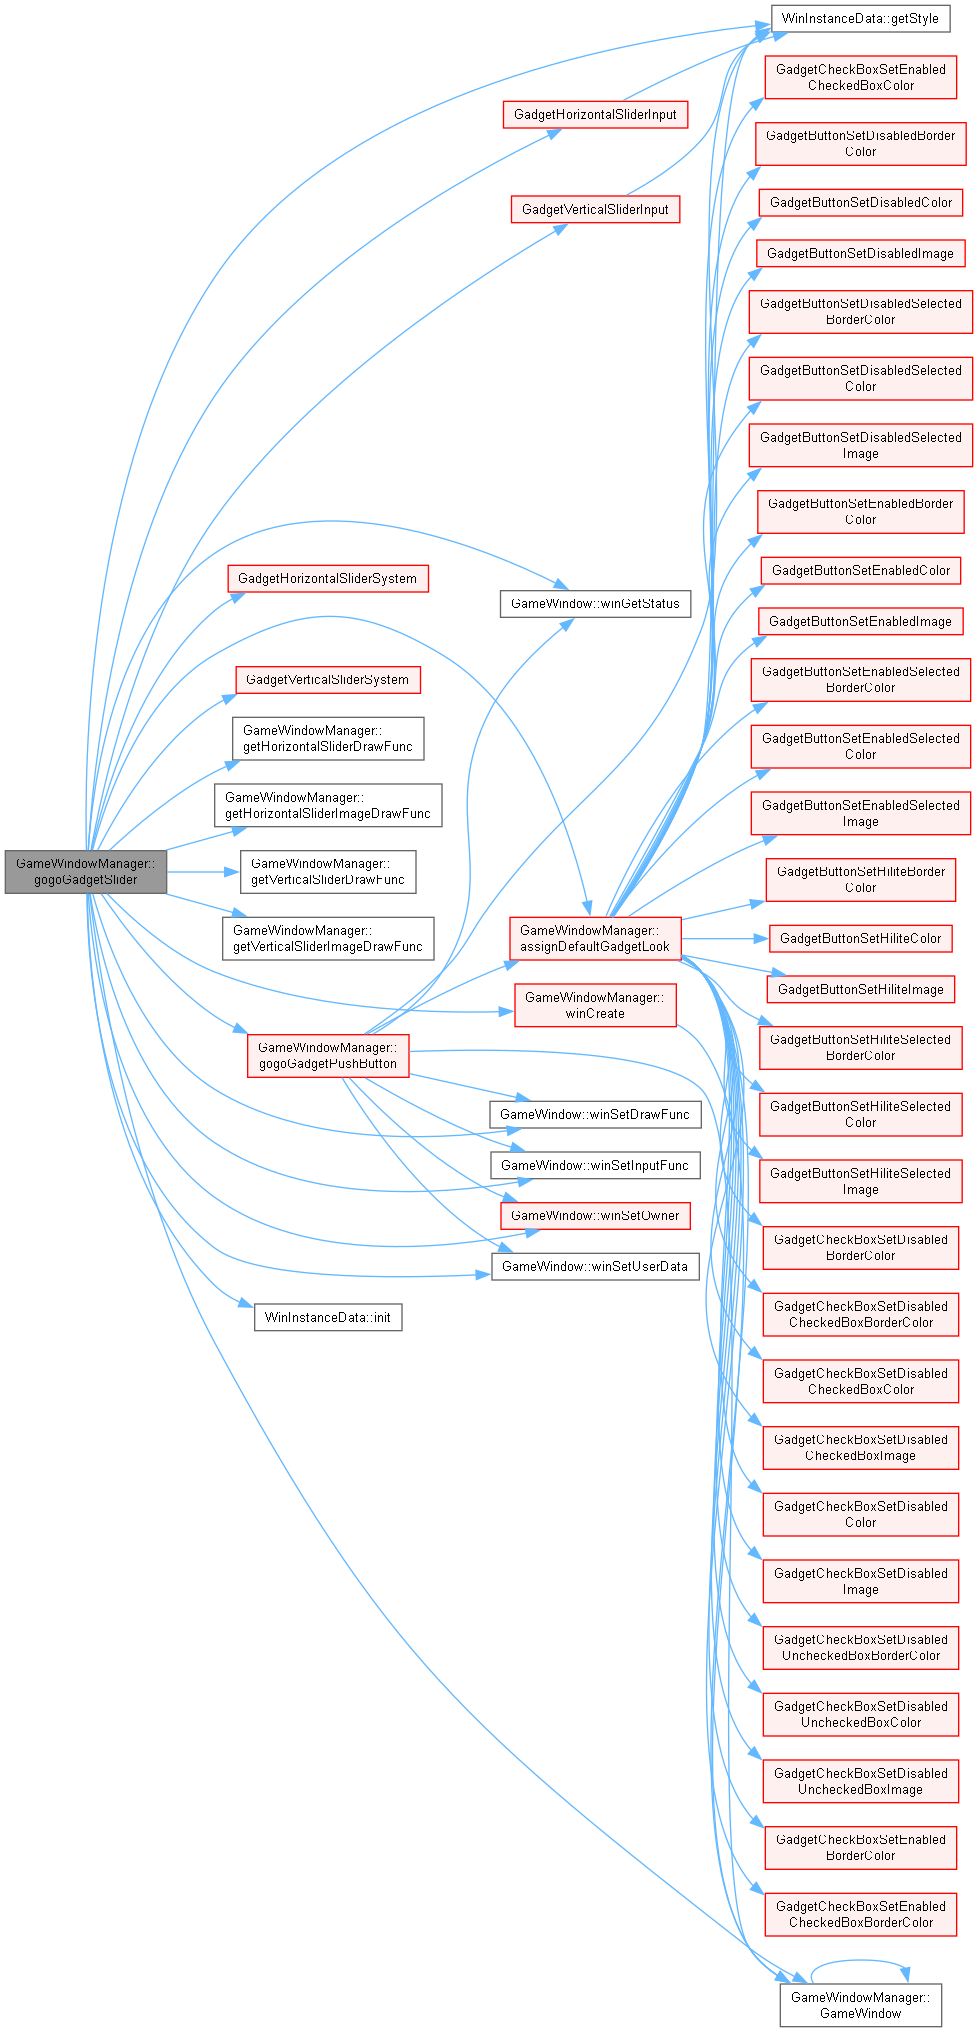 WinInstanceData::getStyle
GadgetCheckBoxSetEnabled
CheckedBoxColor
GadgetHorizontalSliderInput
GadgetButtonSetDisabledBorder
Color
GadgetVerticalSliderInput
GadgetButtonSetDisabledColor
GadgetButtonSetDisabledImage
GadgetButtonSetDisabledSelected
BorderColor
GadgetButtonSetDisabledSelected
Color
GadgetButtonSetDisabledSelected
Image
GadgetButtonSetEnabledBorder
Color
GadgetHorizontalSliderSystem
GadgetButtonSetEnabledColor
GameWindow::winGetStatus
GadgetButtonSetEnabledImage
GadgetVerticalSliderSystem
GadgetButtonSetEnabledSelected
BorderColor
GameWindowManager::
getHorizontalSliderDrawFunc
GadgetButtonSetEnabledSelected
Color
GameWindowManager::
getHorizontalSliderImageDrawFunc
GadgetButtonSetEnabledSelected
Image
GameWindowManager::
gogoGadgetSlider
GameWindowManager::
getVerticalSliderDrawFunc
GadgetButtonSetHiliteBorder
Color
GameWindowManager::
getVerticalSliderImageDrawFunc
GameWindowManager::
assignDefaultGadgetLook
GadgetButtonSetHiliteColor
GadgetButtonSetHiliteImage
GameWindowManager::
winCreate
GameWindowManager::
gogoGadgetPushButton
GadgetButtonSetHiliteSelected
BorderColor
GameWindow::winSetDrawFunc
GadgetButtonSetHiliteSelected
Color
GameWindow::winSetInputFunc
GadgetButtonSetHiliteSelected
Image
GameWindow::winSetOwner
GadgetCheckBoxSetDisabled
BorderColor
GameWindow::winSetUserData
WinInstanceData::init
GadgetCheckBoxSetDisabled
CheckedBoxBorderColor
GadgetCheckBoxSetDisabled
CheckedBoxColor
GadgetCheckBoxSetDisabled
CheckedBoxImage
GadgetCheckBoxSetDisabled
Color
GadgetCheckBoxSetDisabled
Image
GadgetCheckBoxSetDisabled
UncheckedBoxBorderColor
GadgetCheckBoxSetDisabled
UncheckedBoxColor
GadgetCheckBoxSetDisabled
UncheckedBoxImage
GadgetCheckBoxSetEnabled
BorderColor
GadgetCheckBoxSetEnabled
CheckedBoxBorderColor
GameWindowManager::
GameWindow